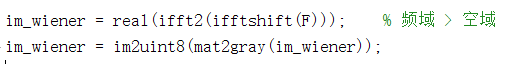 im_wiener = real(ifft2(ifftshift(F)));    % 频域 > 空域
im_wiener = im2uint8(mat2gray(im_wiener));